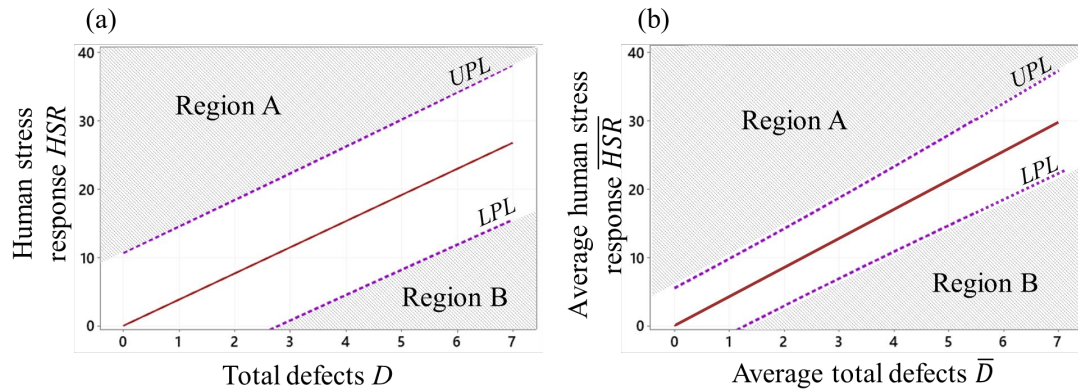 (a)
40
30
20
10
0
Human stress
response HSR
Region A
UPL
LPL
Region B
0 1 2 3 4 5 6 7
Total defects D
(b)
40
30
20
10
0
Average human stress
response \overline{HSR}
Region A
UPL
LPL
Region B
0 1 2 3 4 5 6 7
Average total defects D̅